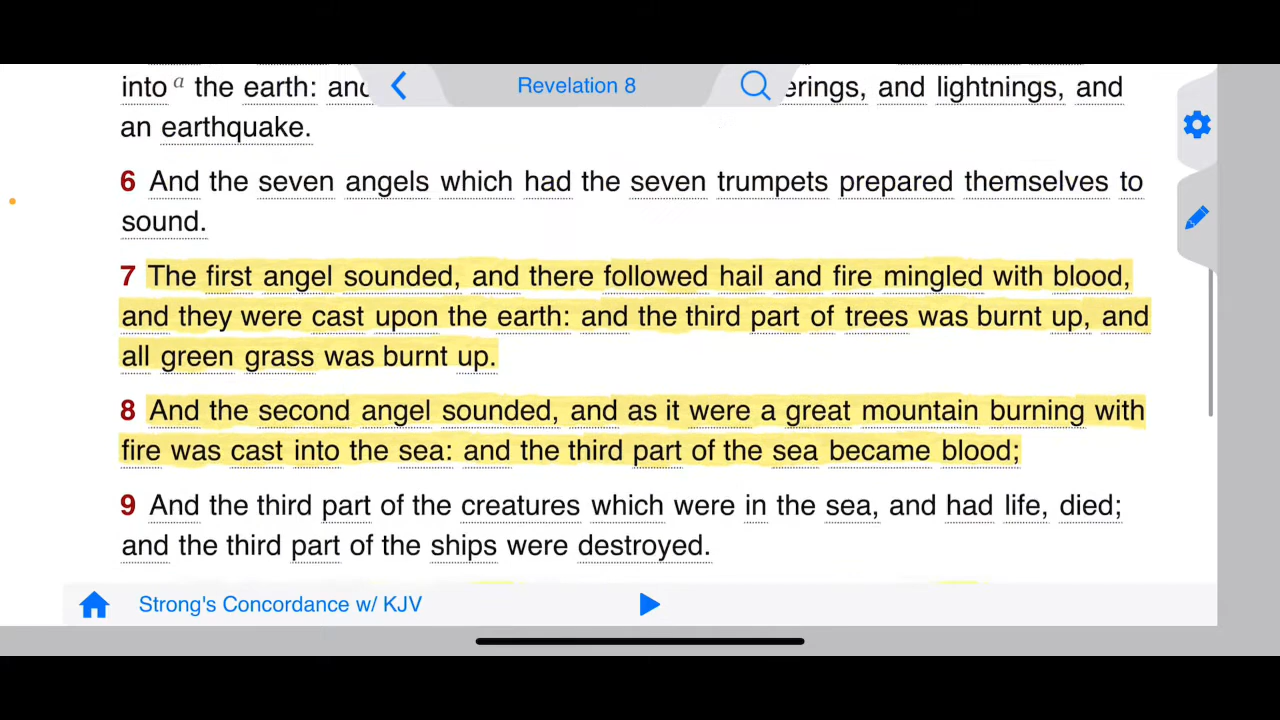 into a the earth: and
Revelation 8
erings, and lightnings, and
an earthquake.
6 And the seven angels which had the seven trumpets prepared themselves to
sound.
7 The first angel sounded, and there followed hail and fire mingled with blood,
and they were cast upon the earth: and the third part of trees was burnt up, and
all green grass was burnt up.
8 And the second angel sounded, and as it were a great mountain burning with
fire was cast into the sea: and the third part of the sea became blood;
9 And the third part of the creatures which were in the sea, and had life, died;
and the third part of the ships were destroyed.
Strong's Concordance w/ KJV